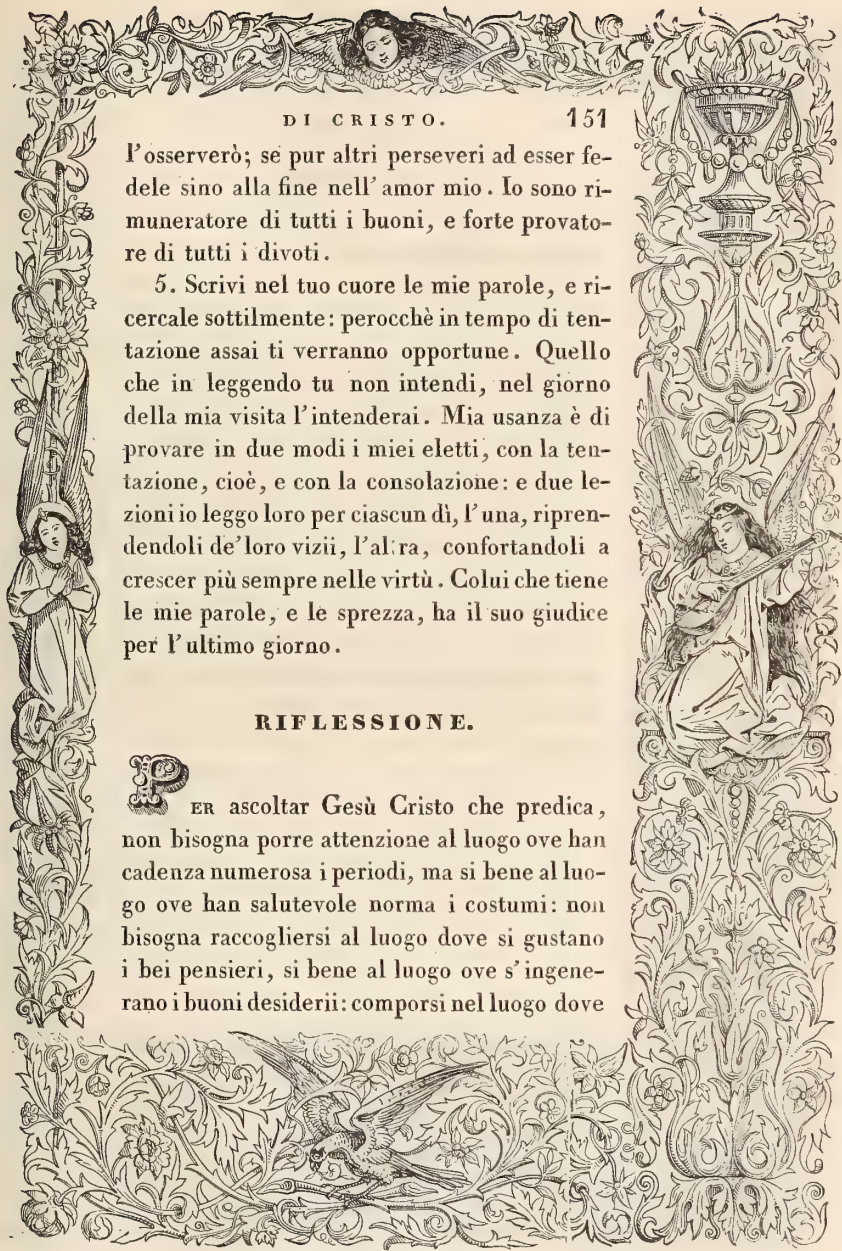 DI CRISTO. 151
l'osserverò; se pur altri perseveri ad esser fe-
dele sino alla fine nell' amor mio. Io sono ri-
muneratore di tutti i buoni, e forte provato-
re di tutti i divoti.
5. Scrivi nel tuo cuore le mie parole, e ri-
cercale sottilmente: perocchè in tempo di ten-
tazione assai ti verranno opportune. Quello
che in leggendo tu non intendi, nel giorno
della mia visita l'intenderai. Mia usanza è di
provare in due modi i miei eletti, con la ten-
tazione, cioè, e con la consolazione: e due le-
zioni io leggo loro per ciascun dì, l'una, ripren-
dendoli de' loro vizii, l'altra, confortandoli a
crescer più sempre nelle virtù. Colui che tiene
le mie parole, e le sprezza, ha il suo giudice
per l'ultimo giorno.
RIFLESSIONE.
PER ascoltar Gesù Cristo che predica,
non bisogna porre attenzione al luogo ove han
cadenza numerosa i periodi, ma si bene al luo-
go ove han salutevole norma i costumi: non
bisogna raccogliersi al luogo dove si gustano
i bei pensieri, si bene al luogo ove s'ingene-
rano i buoni desiderii: comporsi nel luogo dove